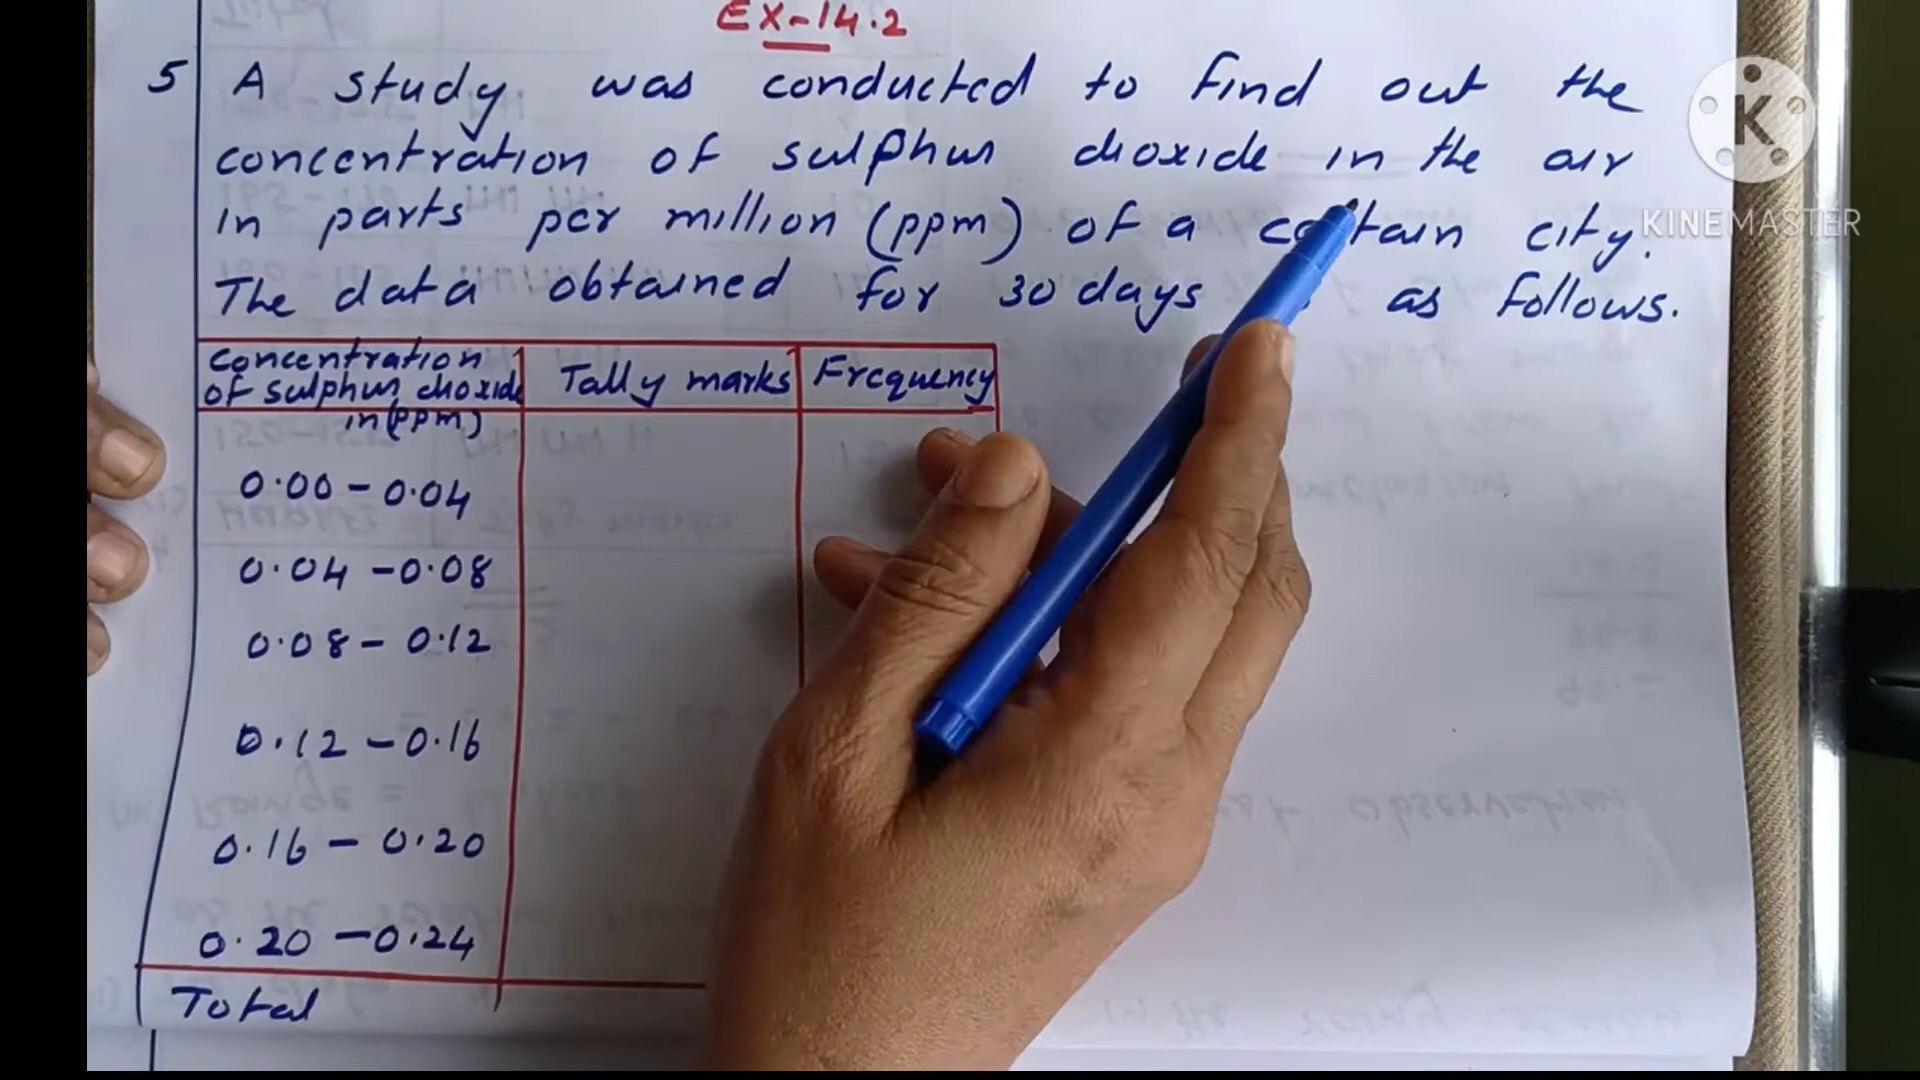 Ex-14.2
5 A study was conducted to find out the
concentration of sulphur dioxide in the air
in parts per million (ppm) of a certain city.
The data obtained for 30 days as follows.
Concentration of sulphur dioxide in (ppm) Tally marks Frequency
0.00 - 0.04
0.04 - 0.08
0.08 - 0.12
0.12 - 0.16
0.16 - 0.20
0.20 - 0.24
Total
K
KINEMASTER